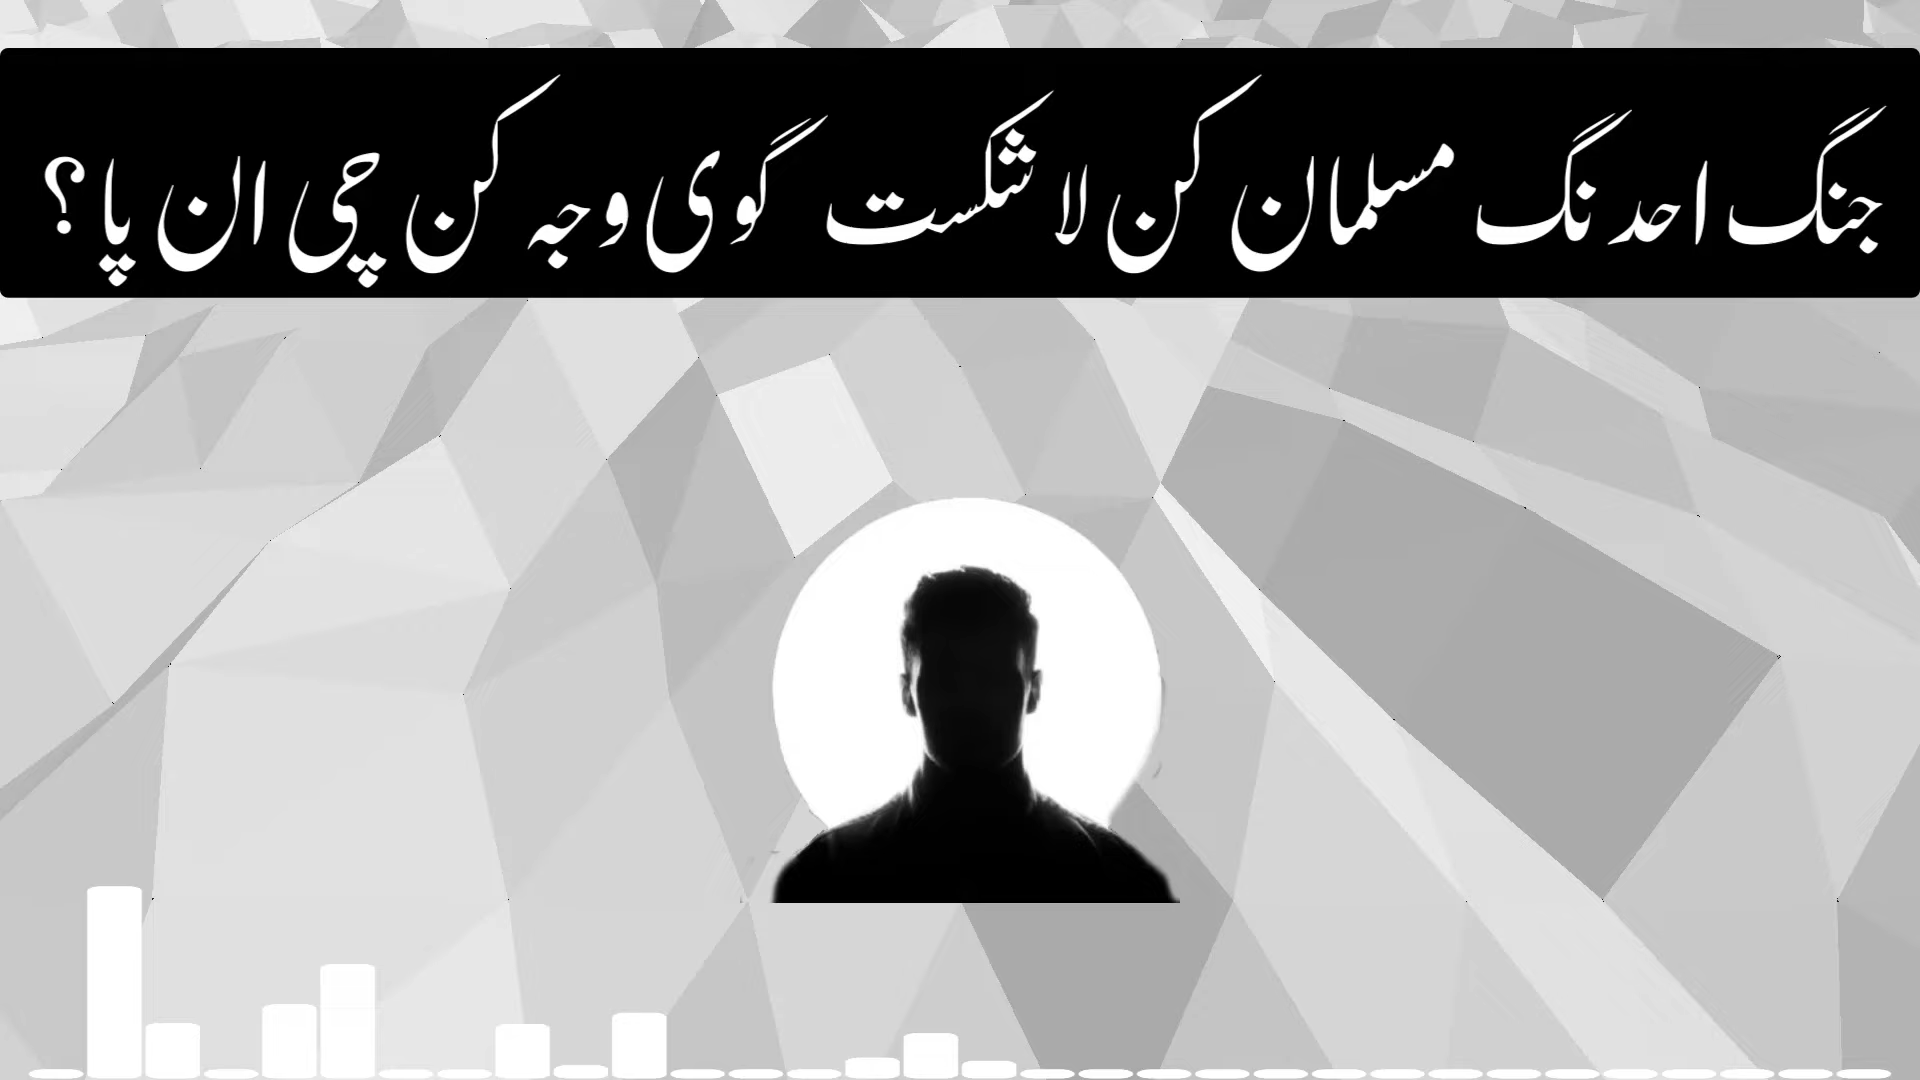 جنگ احد نگ مسلمان کن لا شکست گوی وجہ کن چی ان پا؟